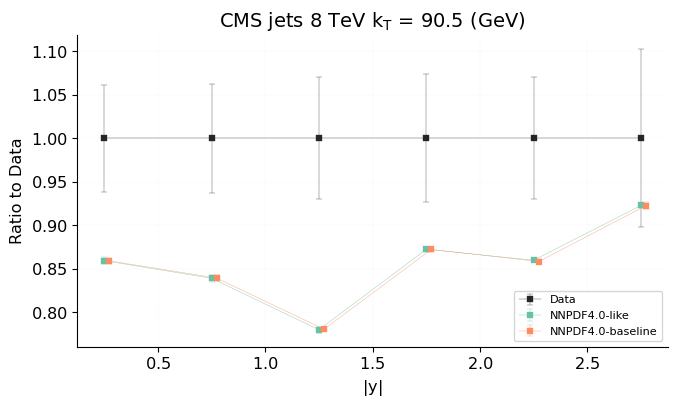 CMS jets 8 TeV k_T = 90.5 (GeV)
Ratio to Data
1.10
1.05
1.00
0.95
0.90
0.85
0.80
0.5
1.0
1.5
2.0
2.5
|y|
Data
NNPDF4.0-like
NNPDF4.0-baseline